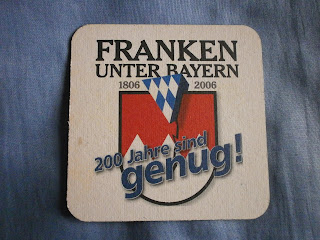 FRANKEN
UNTER BAYERN
1806 2006
200 Jahre sind
genug!